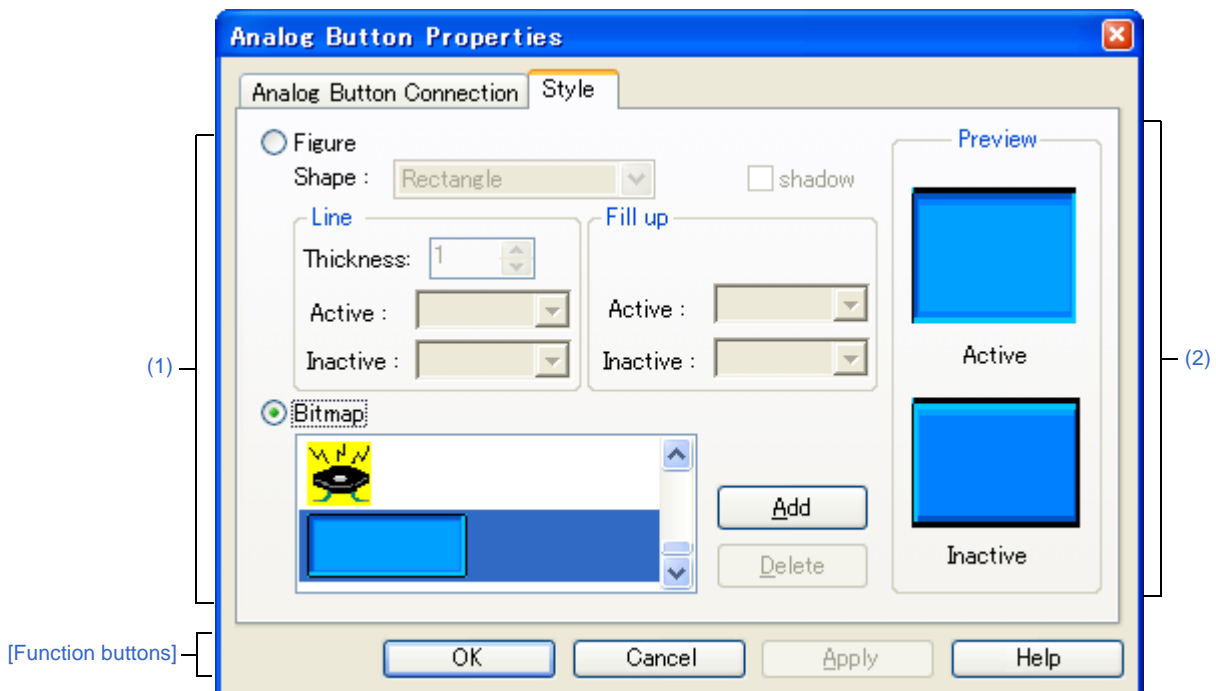 Analog Button Properties
Analog Button Connection
Style
Figure
Shape : Rectangle
shadow
Line
Thickness: 1
Active :
Inactive :
Fill up
Active :
Inactive :
Bitmap
Add
Delete
Preview
Active
Inactive
OK
Cancel
Apply
Help
(1)
(2)
[Function buttons]